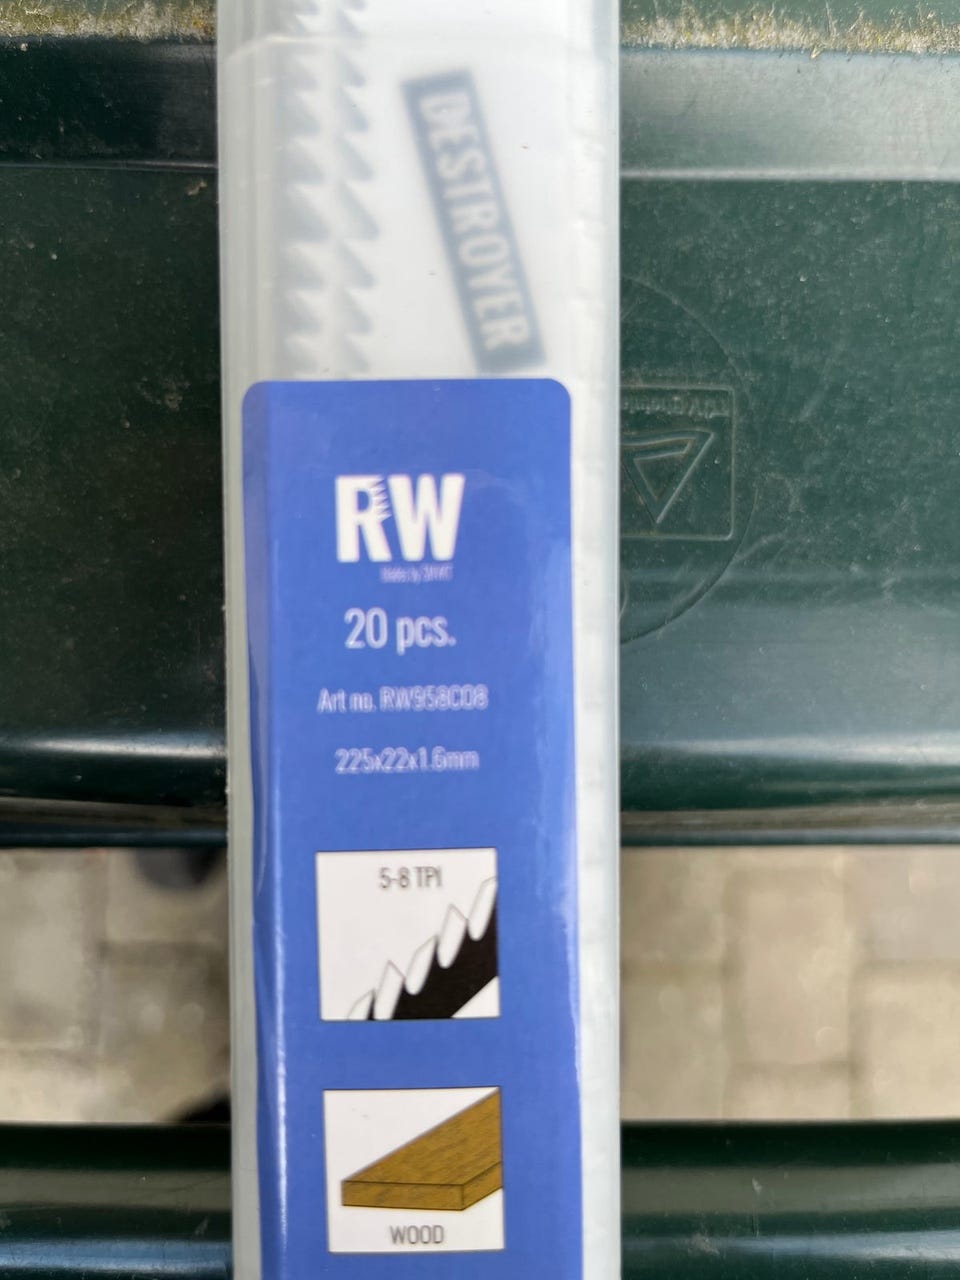 DESTROYER
RW
20 pcs.
Art no. RW958C08
225x22x1.6mm
5-8 TPI
WOOD